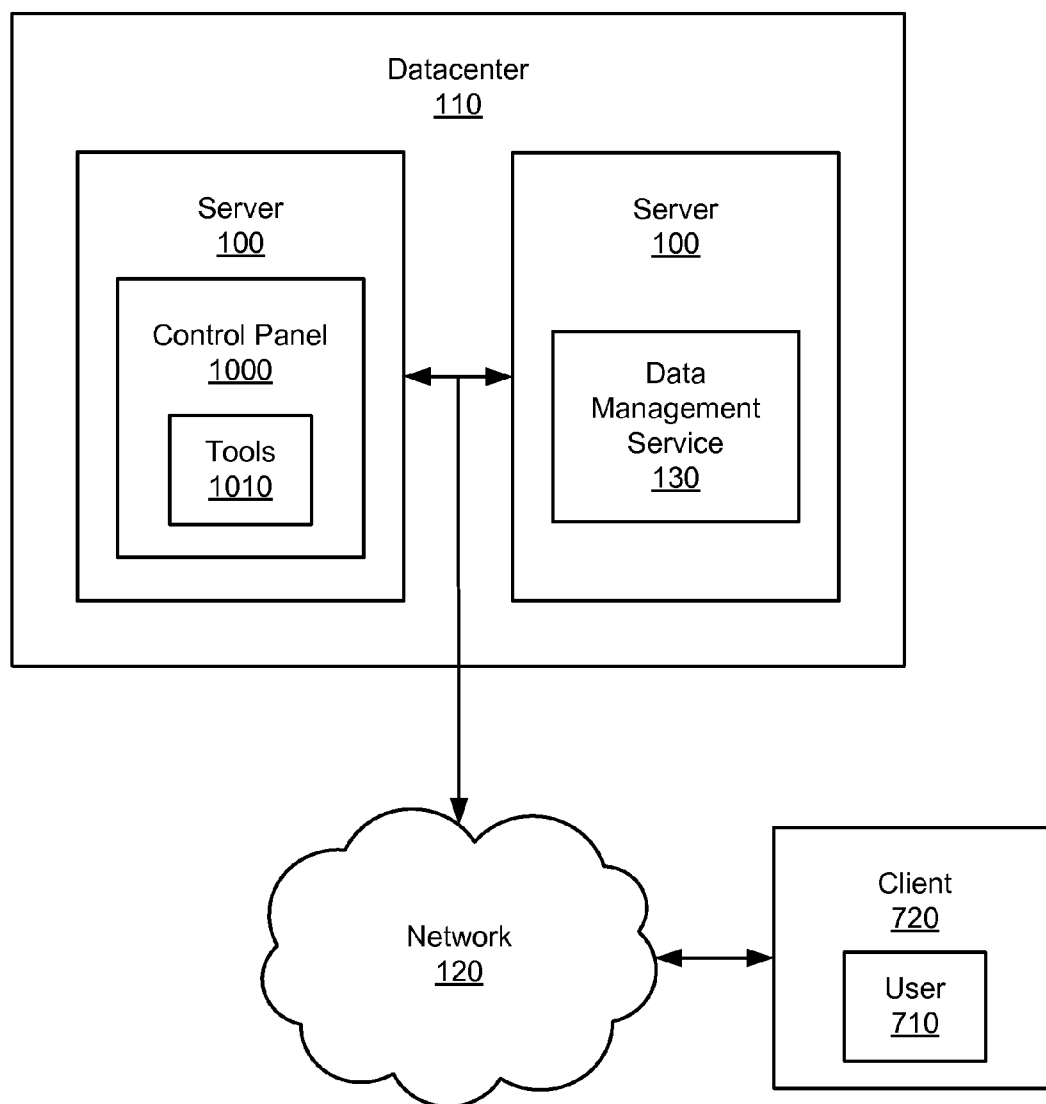 Datacenter
110
Server
100
Control Panel
1000
Tools
1010
Server
100
Data
Management
Service
130
Network
120
Client
720
User
710